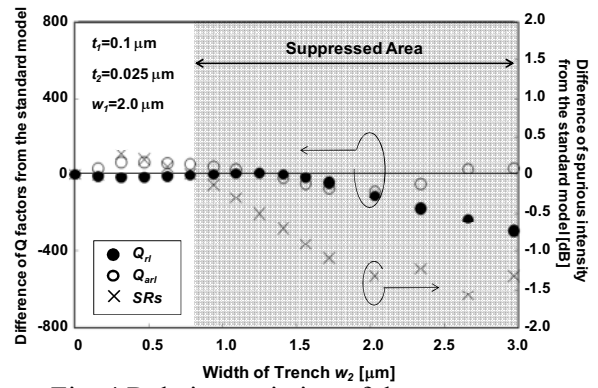 800
400
0
-400
-800
Difference of Q factors from the standard model
t₁=0.1 μm
t₂=0.025 μm
w₁=2.0 μm
Suppressed Area
Q_rl
Q_arl
SRs
2.0
1.5
1.0
0.5
0
-0.5
-1.0
-1.5
-2.0
Difference of spurious intensity
from the standard model [dB]
0 0.5 1.0 1.5 2.0 2.5 3.0
Width of Trench w₂ [μm]